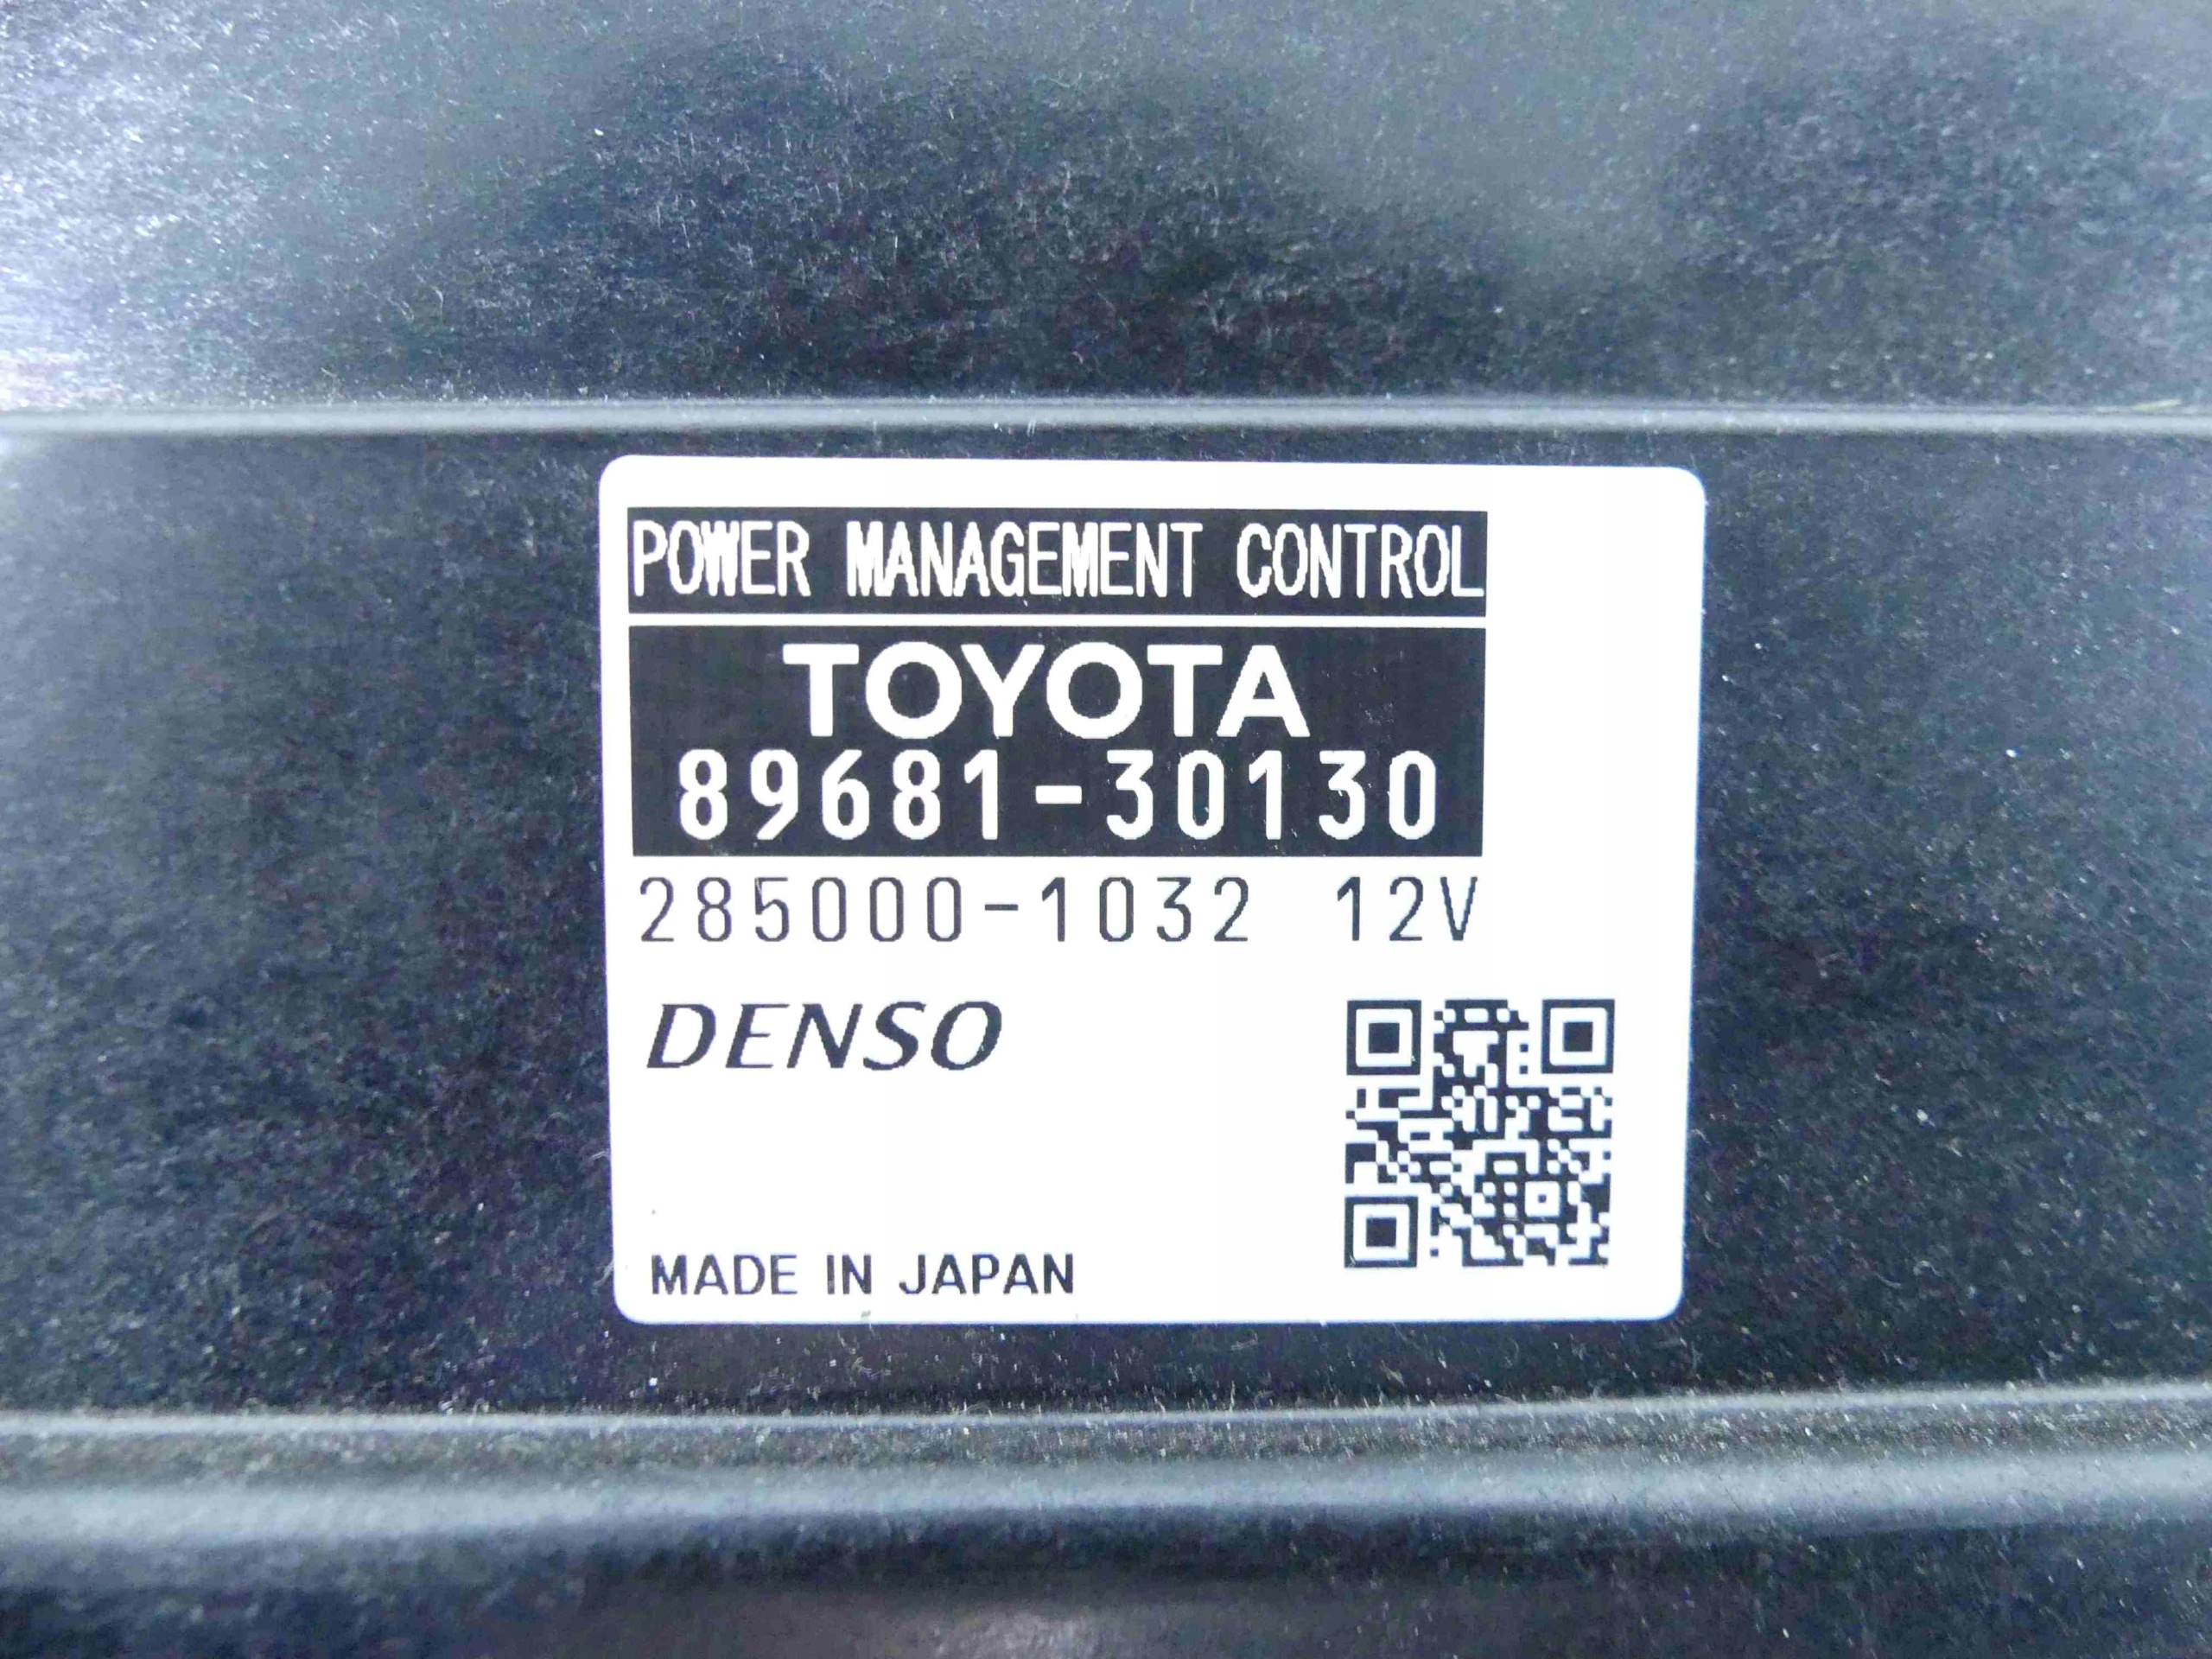 POWER MANAGEMENT CONTROL
TOYOTA
89681-30130
285000-1032 12V
DENSO
MADE IN JAPAN